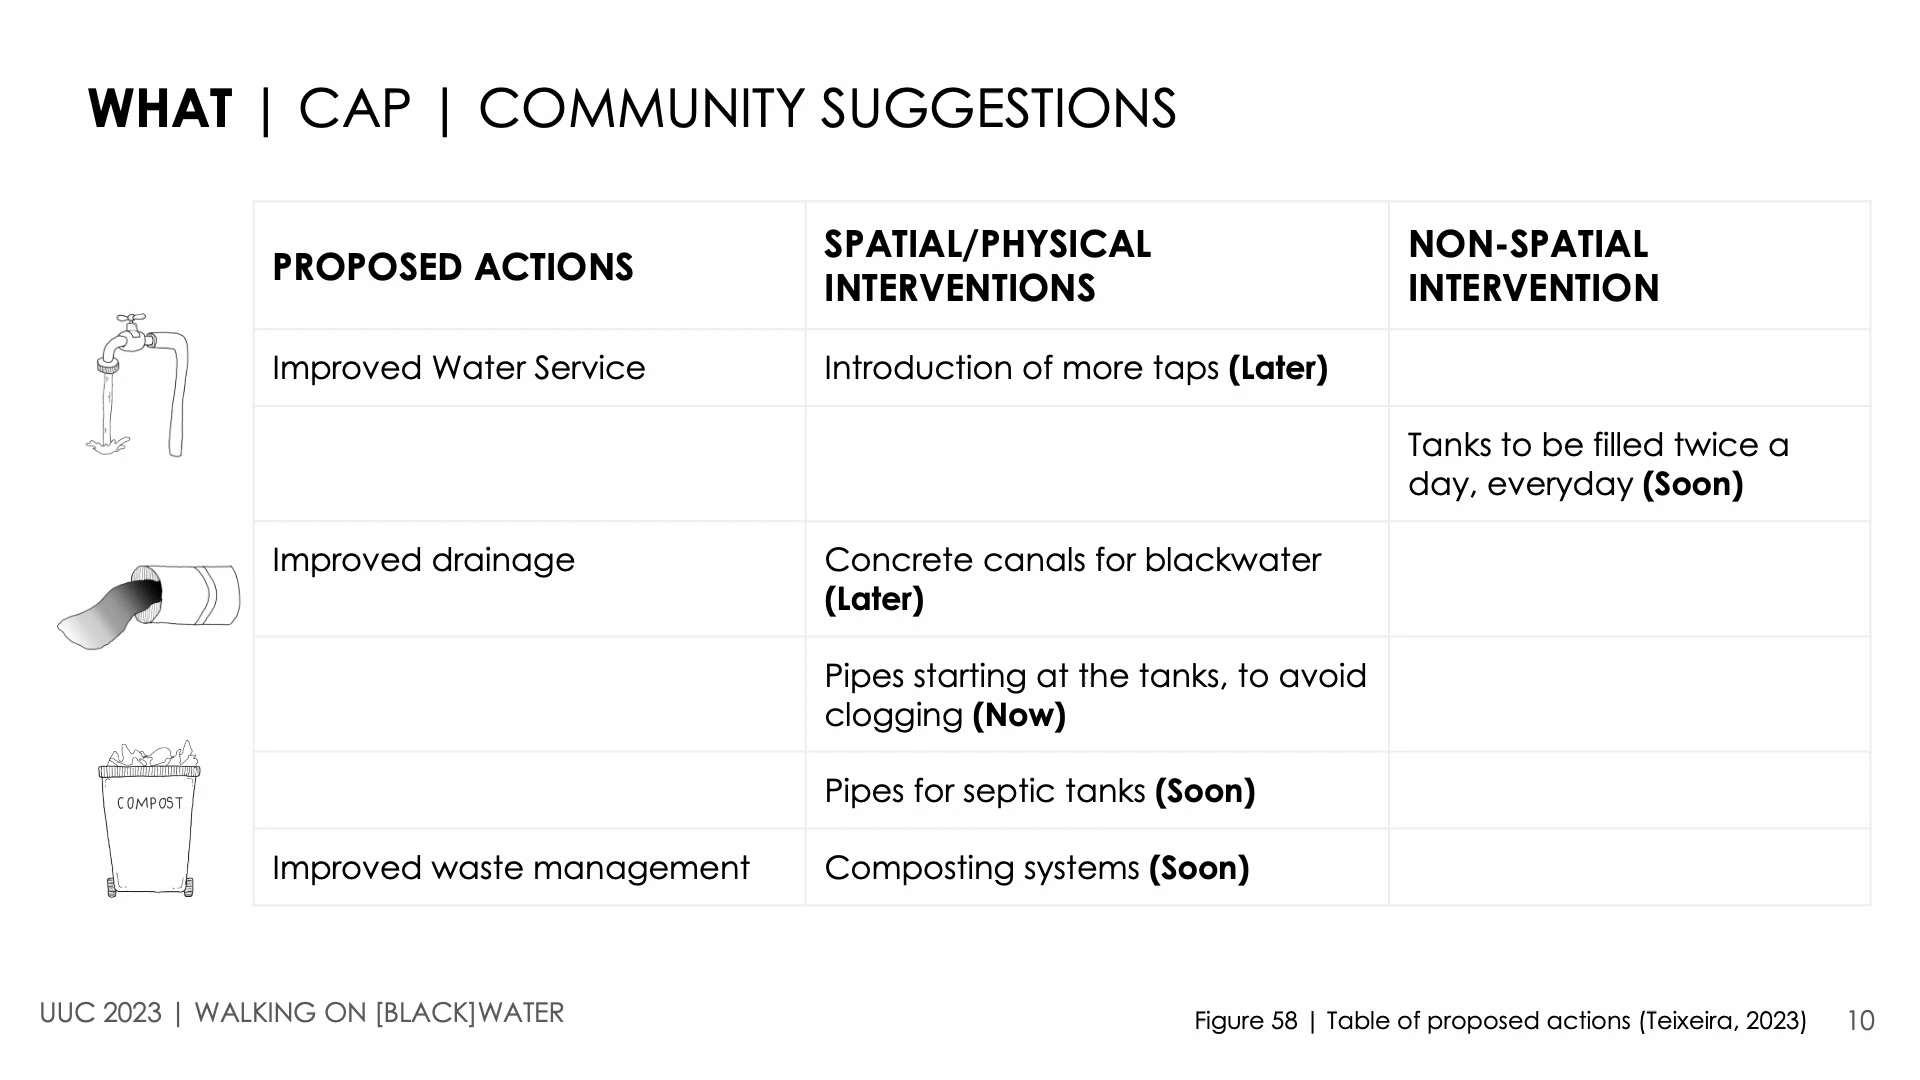 WHAT | CAP | COMMUNITY SUGGESTIONS
PROPOSED ACTIONS
SPATIAL/PHYSICAL
INTERVENTIONS
NON-SPATIAL
INTERVENTION
Improved Water Service
Introduction of more taps (Later)
Tanks to be filled twice a
day, everyday (Soon)
Improved drainage
Concrete canals for blackwater
(Later)
Pipes starting at the tanks, to avoid
clogging (Now)
Pipes for septic tanks (Soon)
COMPOST
Improved waste management
Composting systems (Soon)
UUC 2023 | WALKING ON [BLACK]WATER
Figure 58 | Table of proposed actions (Teixeira, 2023)
10